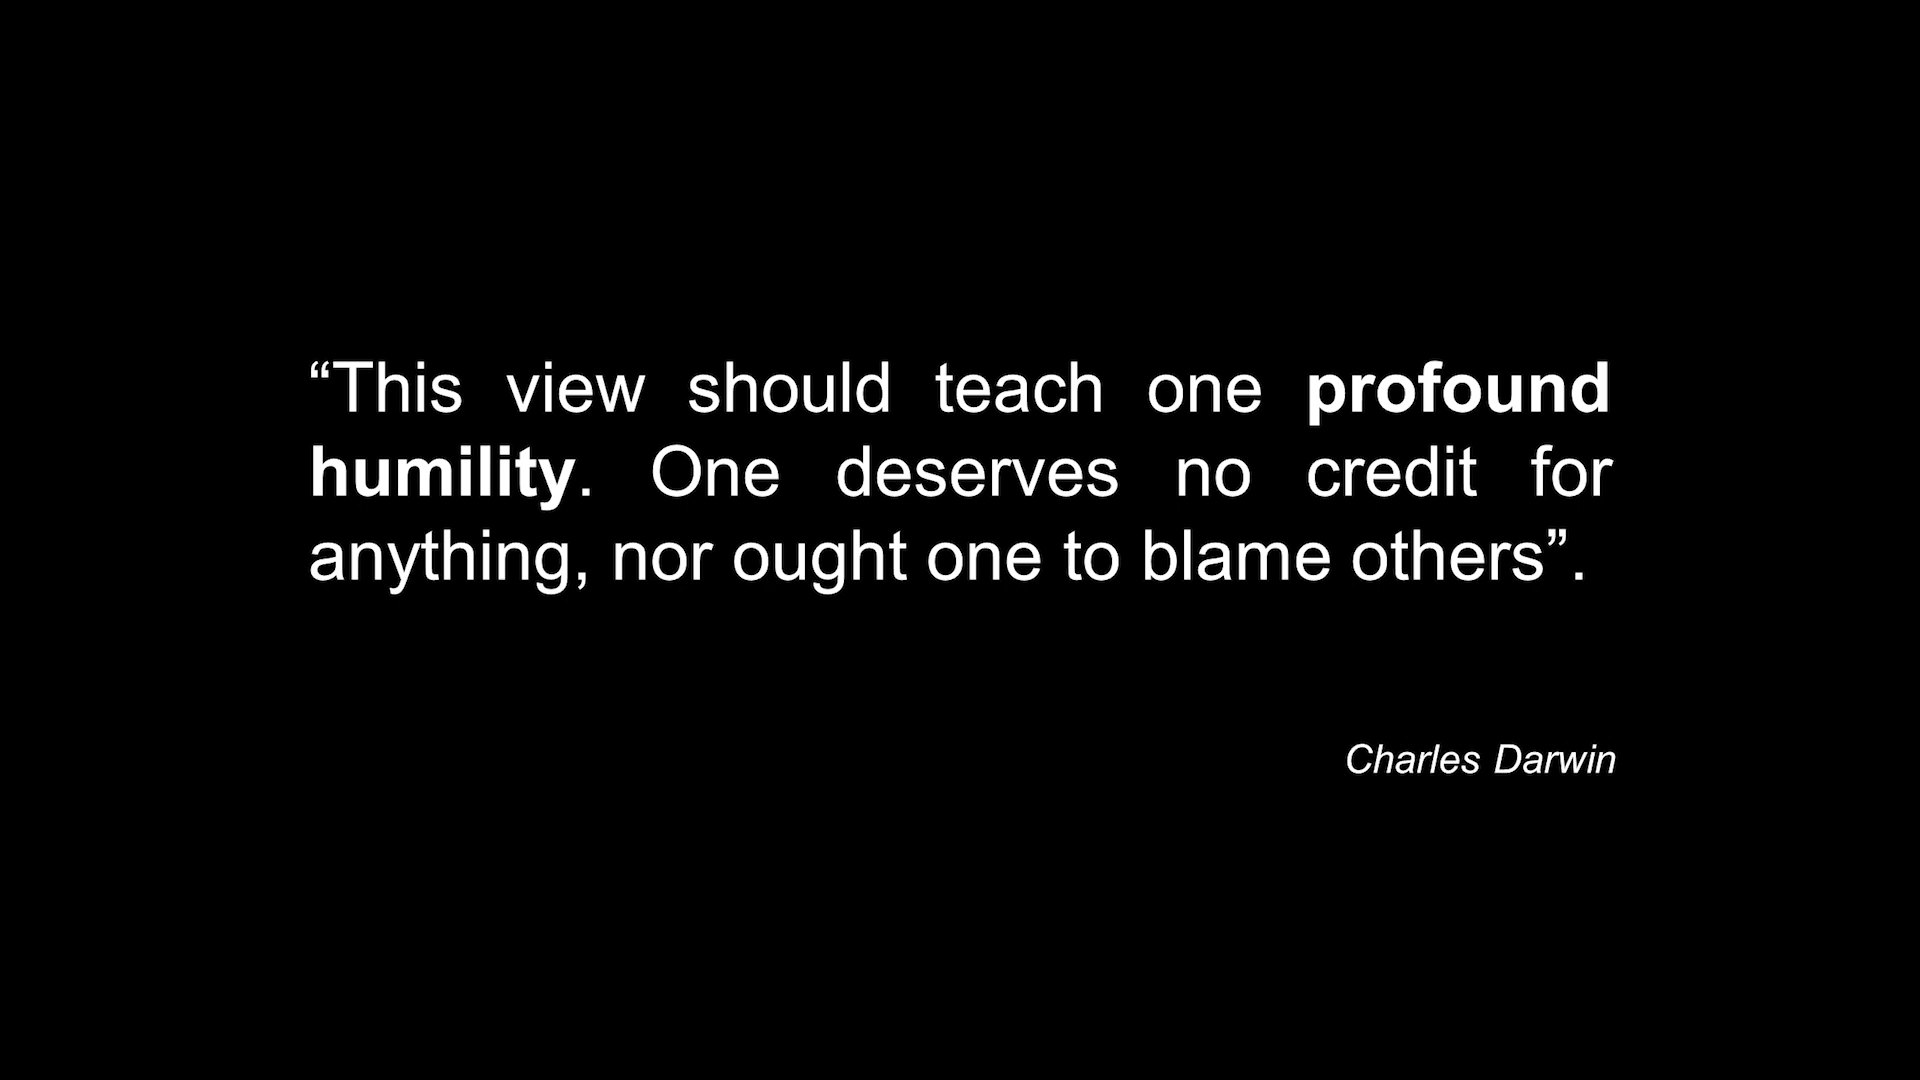 “This view should teach one profound
humility. One deserves no credit for
anything, nor ought one to blame others”.
Charles Darwin